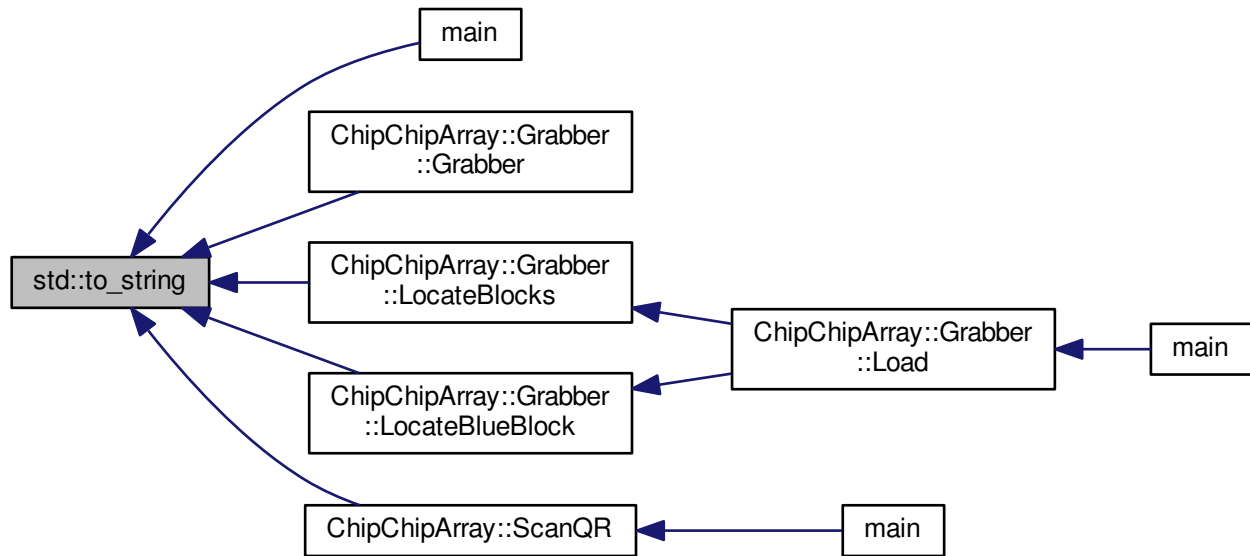 main
ChipChipArray::Grabber
::Grabber
std::to_string
ChipChipArray::Grabber
::LocateBlocks
ChipChipArray::Grabber
::Load
main
ChipChipArray::Grabber
::LocateBlueBlock
ChipChipArray::ScanQR
main